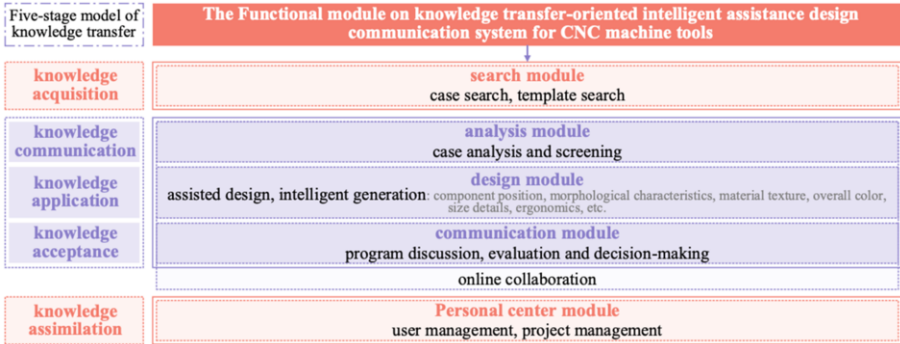 Five-stage model of
knowledge transfer
The Functional module on knowledge transfer-oriented intelligent assistance design
communication system for CNC machine tools
knowledge
acquisition
search module
case search, template search
knowledge
communication
analysis module
case analysis and screening
knowledge
application
design module
assisted design, intelligent generation: component position, morphological characteristics, material texture, overall color,
size details, ergonomics, etc.
knowledge
acceptance
communication module
program discussion, evaluation and decision-making
online collaboration
knowledge
assimilation
Personal center module
user management, project management